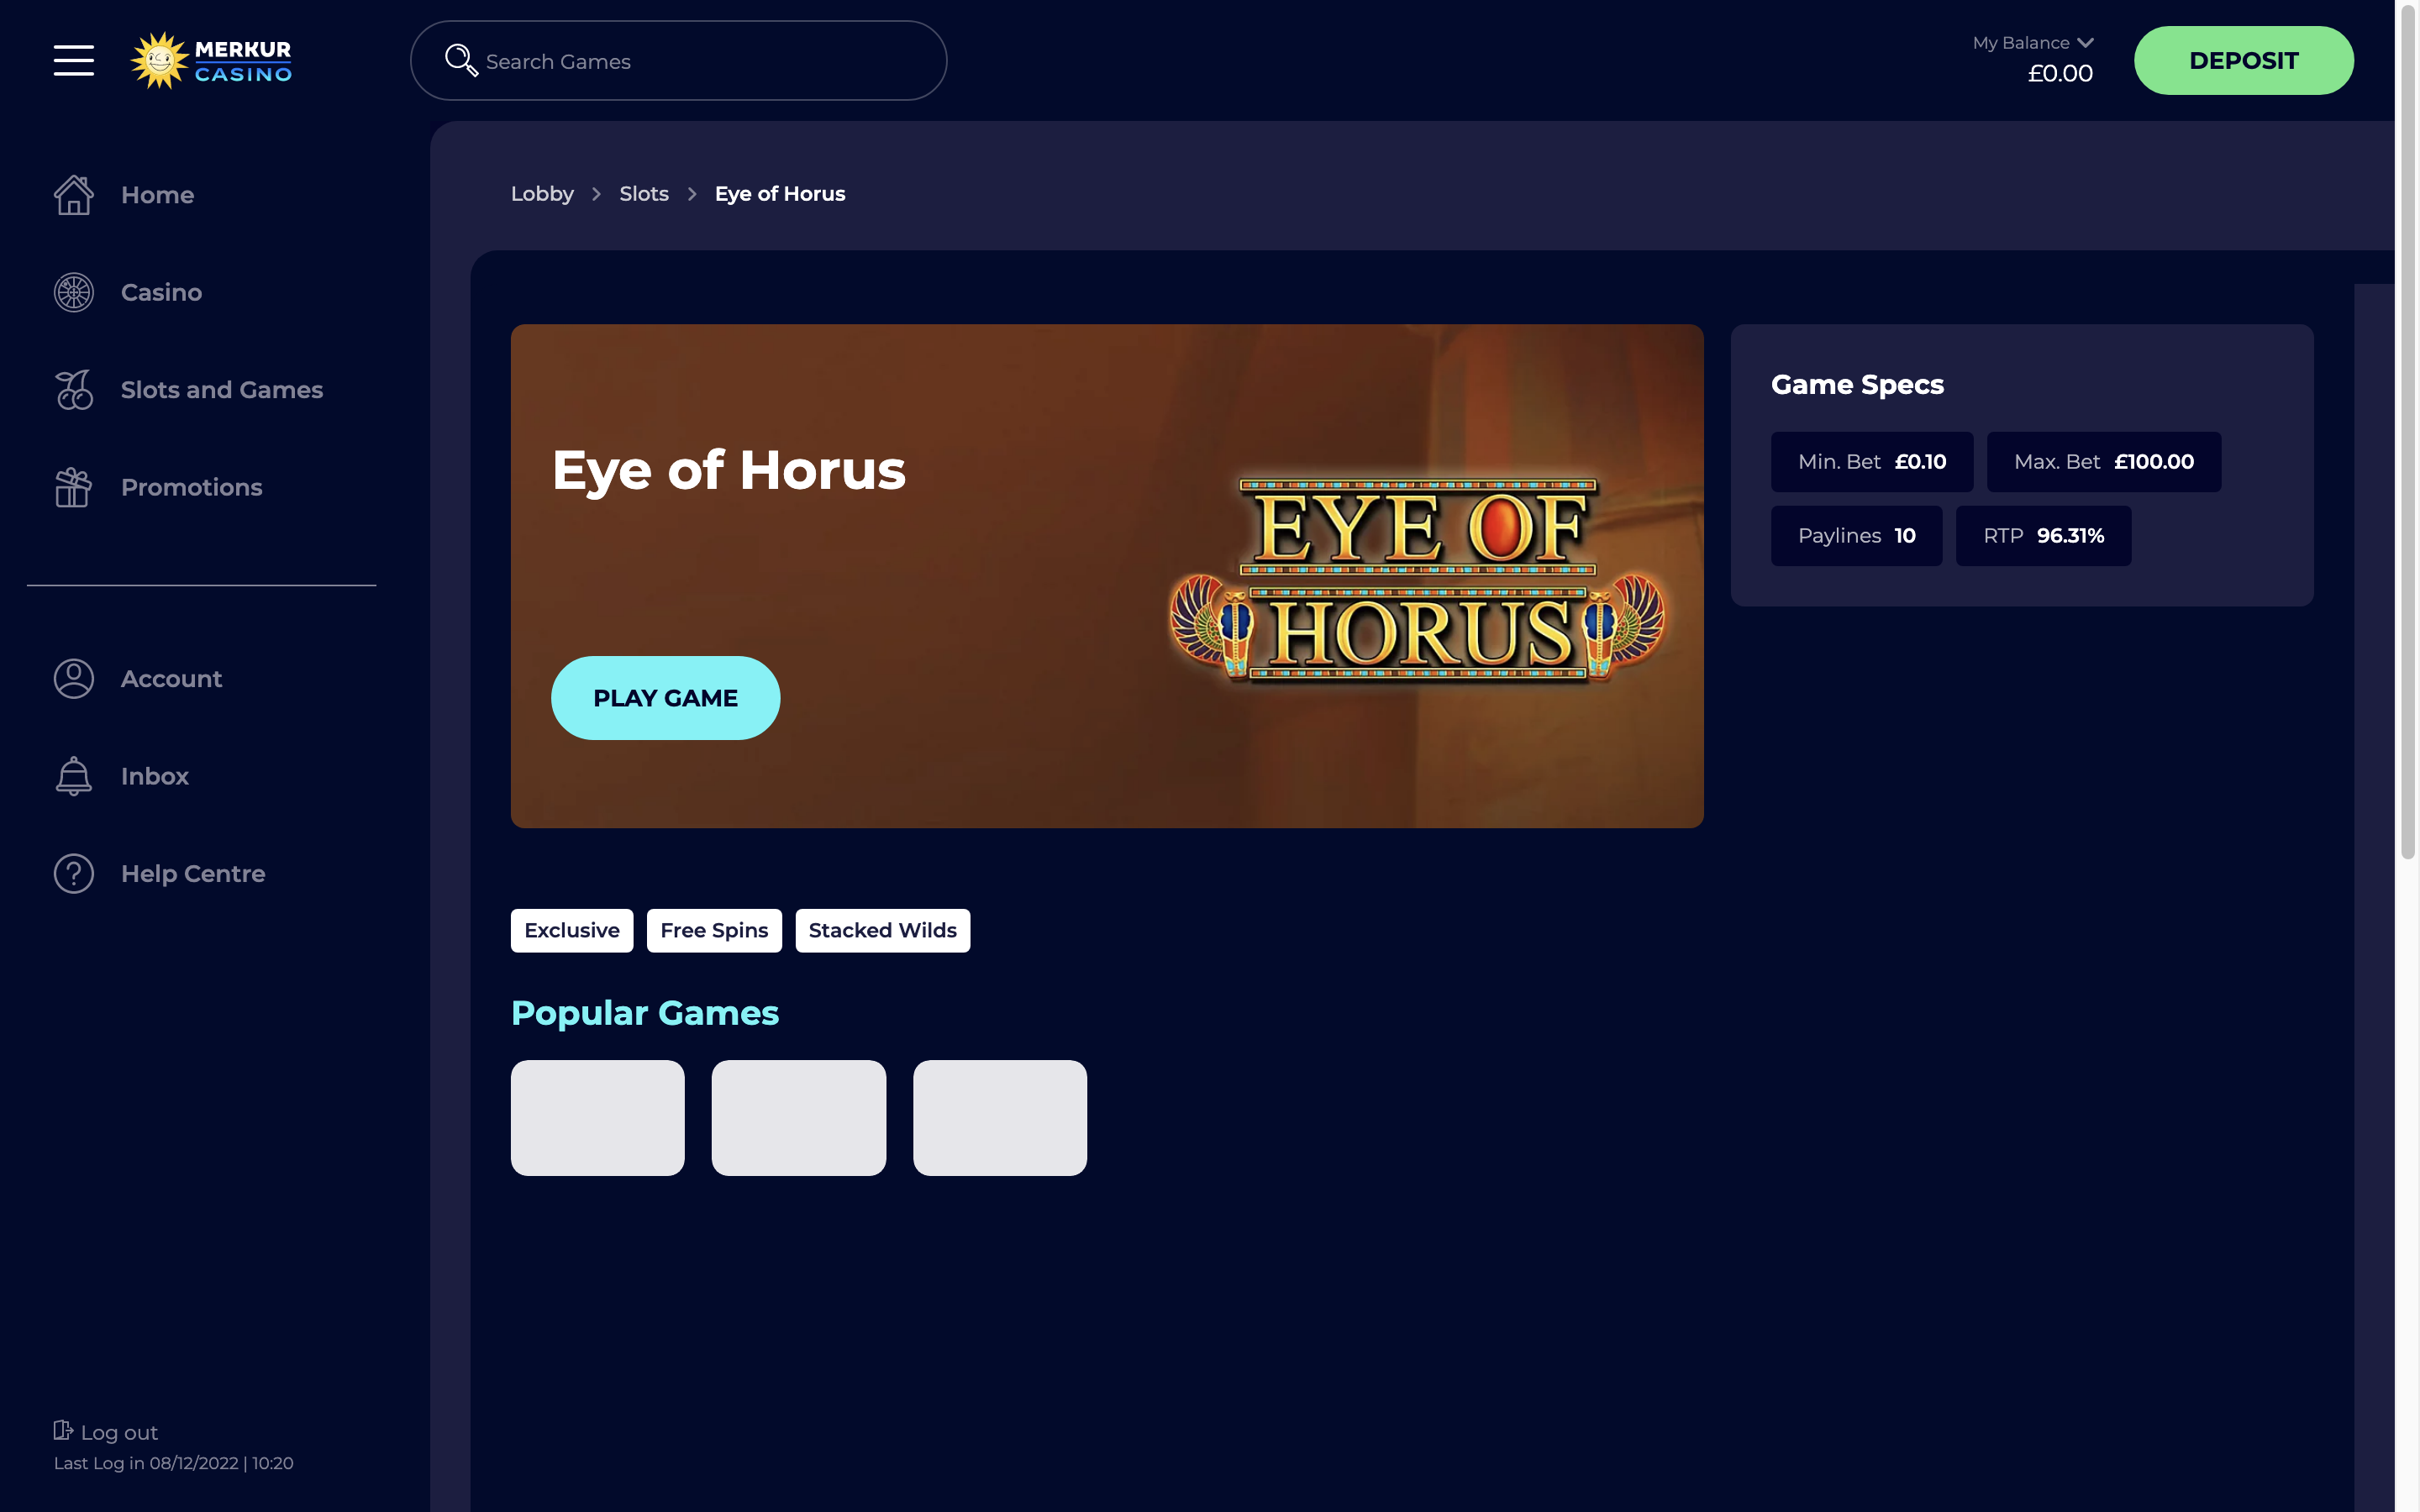 MERKUR
CASINO
Search Games
My Balance
£0.00
DEPOSIT
Home
Casino
Slots and Games
Promotions
Account
Inbox
Help Centre
Log out
Last Log in 08/12/2022 | 10:20
Lobby > Slots > Eye of Horus
Eye of Horus
PLAY GAME
EYE OF
HORUS
Game Specs
Min. Bet £0.10
Max. Bet £100.00
Paylines 10
RTP 96.31%
Exclusive
Free Spins
Stacked Wilds
Popular Games